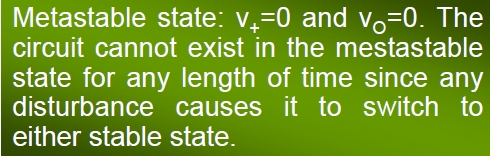 Metastable state: v₊=0 and v₀=0. The
circuit cannot exist in the mestastable
state for any length of time since any
disturbance causes it to switch to
either stable state.